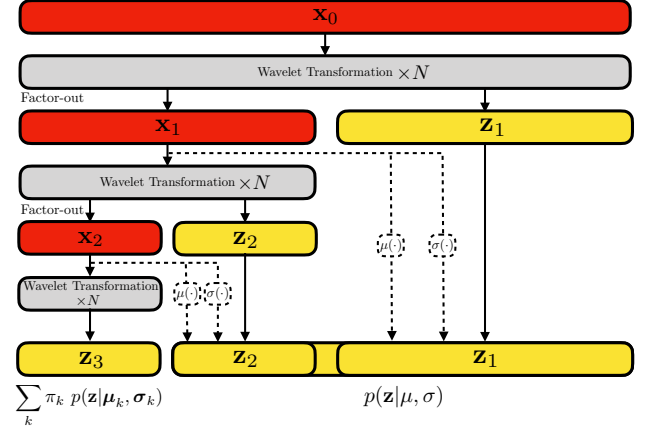 x₀
Wavelet Transformation ×N
Factor-out
x₁
z₁
Wavelet Transformation ×N
Factor-out
x₂
z₂
μ(·)
σ(·)
Wavelet Transformation
×N
μ(·)
σ(·)
z₃
z₂
z₁
∑ₖ πₖ p(z|μₖ, σₖ)
p(z|μ, σ)